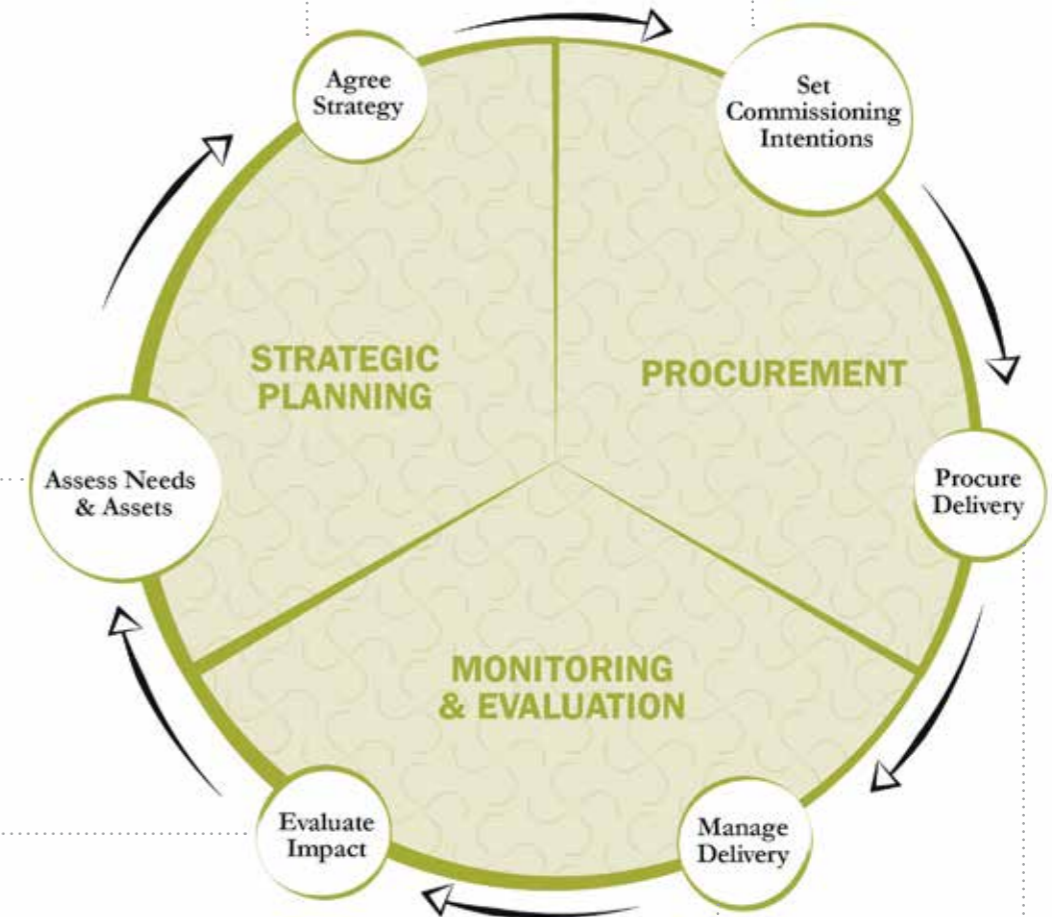 Agree
Strategy
Set
Commissioning
Intentions
STRATEGIC
PLANNING
PROCUREMENT
Assess Needs
& Assets
Procure
Delivery
MONITORING
& EVALUATION
Evaluate
Impact
Manage
Delivery